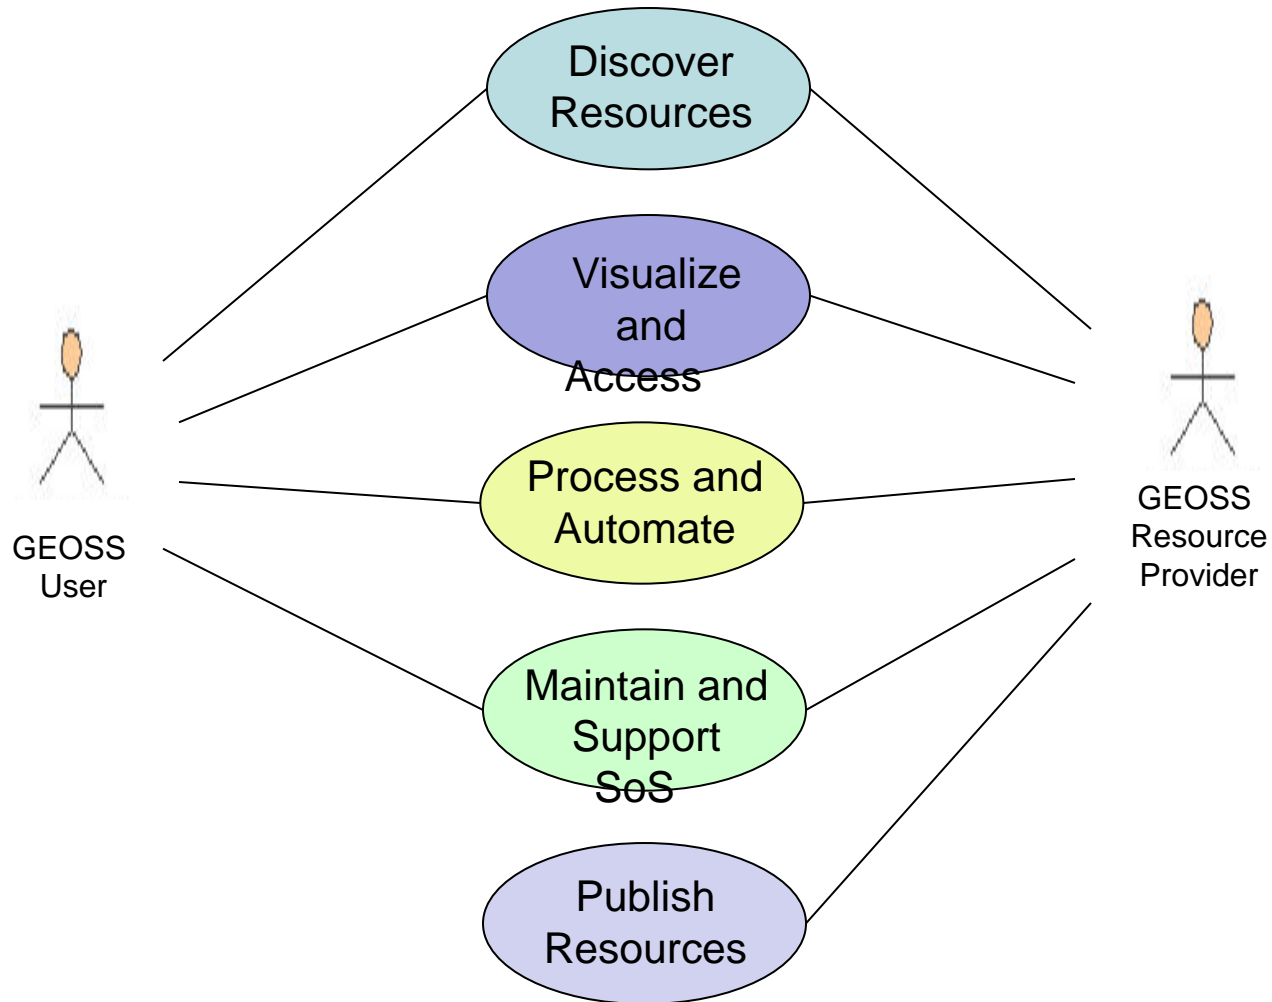 Discover
Resources
Visualize
and
Access
Process and
Automate
Maintain and
Support
SoS
Publish
Resources
GEOSS
User
GEOSS
Resource
Provider